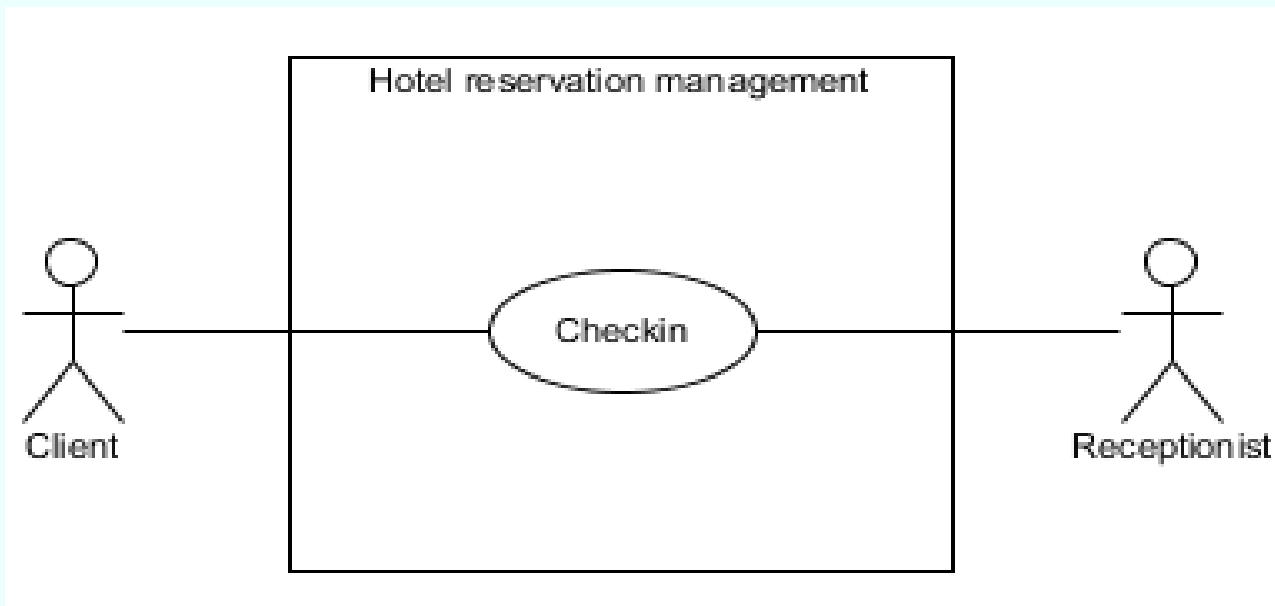 Hotel reservation management
Checkin
Client
Receptionist